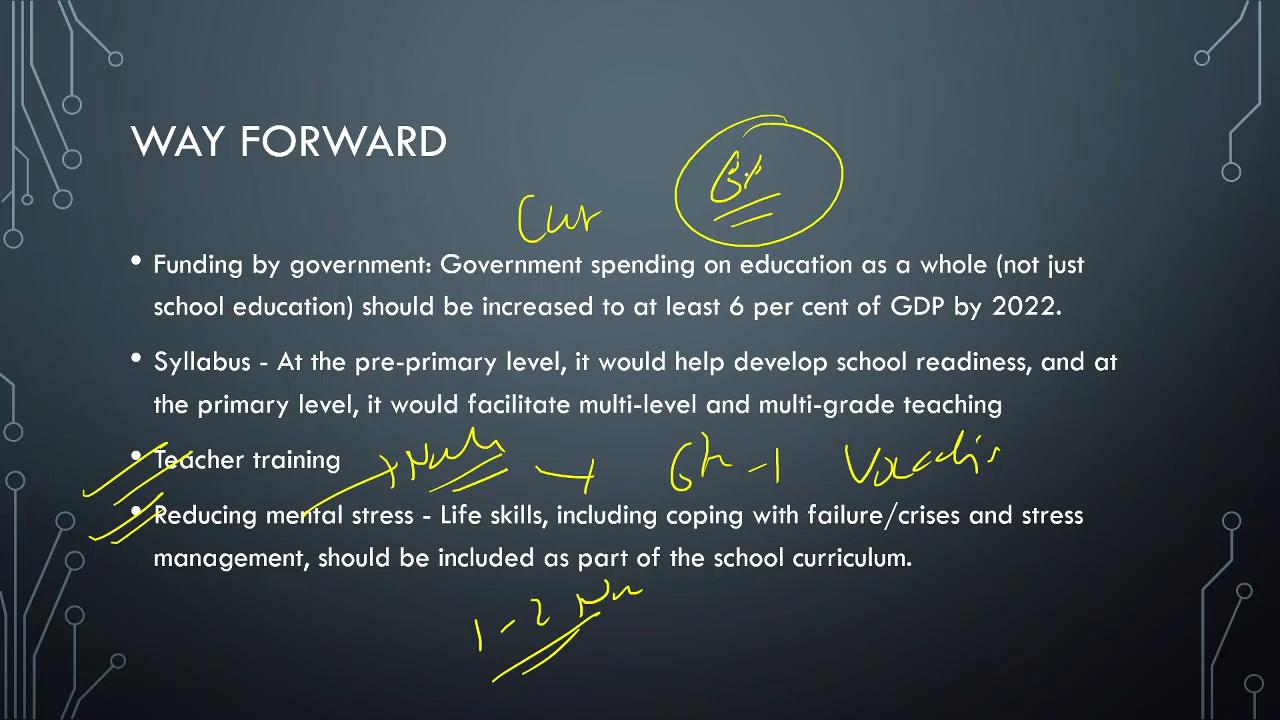 WAY FORWARD
6%
• Funding by government: Government spending on education as a whole (not just
school education) should be increased to at least 6 per cent of GDP by 2022.
• Syllabus - At the pre-primary level, it would help develop school readiness, and at
the primary level, it would facilitate multi-level and multi-grade teaching
• Teacher training
• Reducing mental stress - Life skills, including coping with failure/crises and stress
management, should be included as part of the school curriculum.
1-2